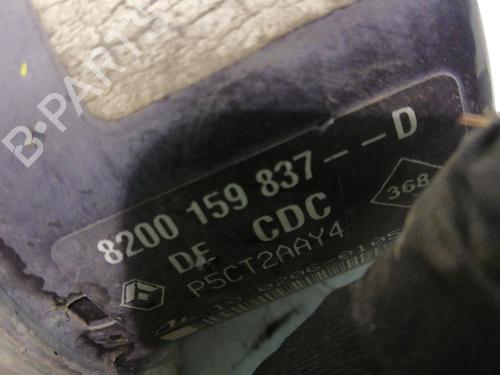 B-PARTS
8200 159 837--D
DE CDC
368
P5CT2AAY4